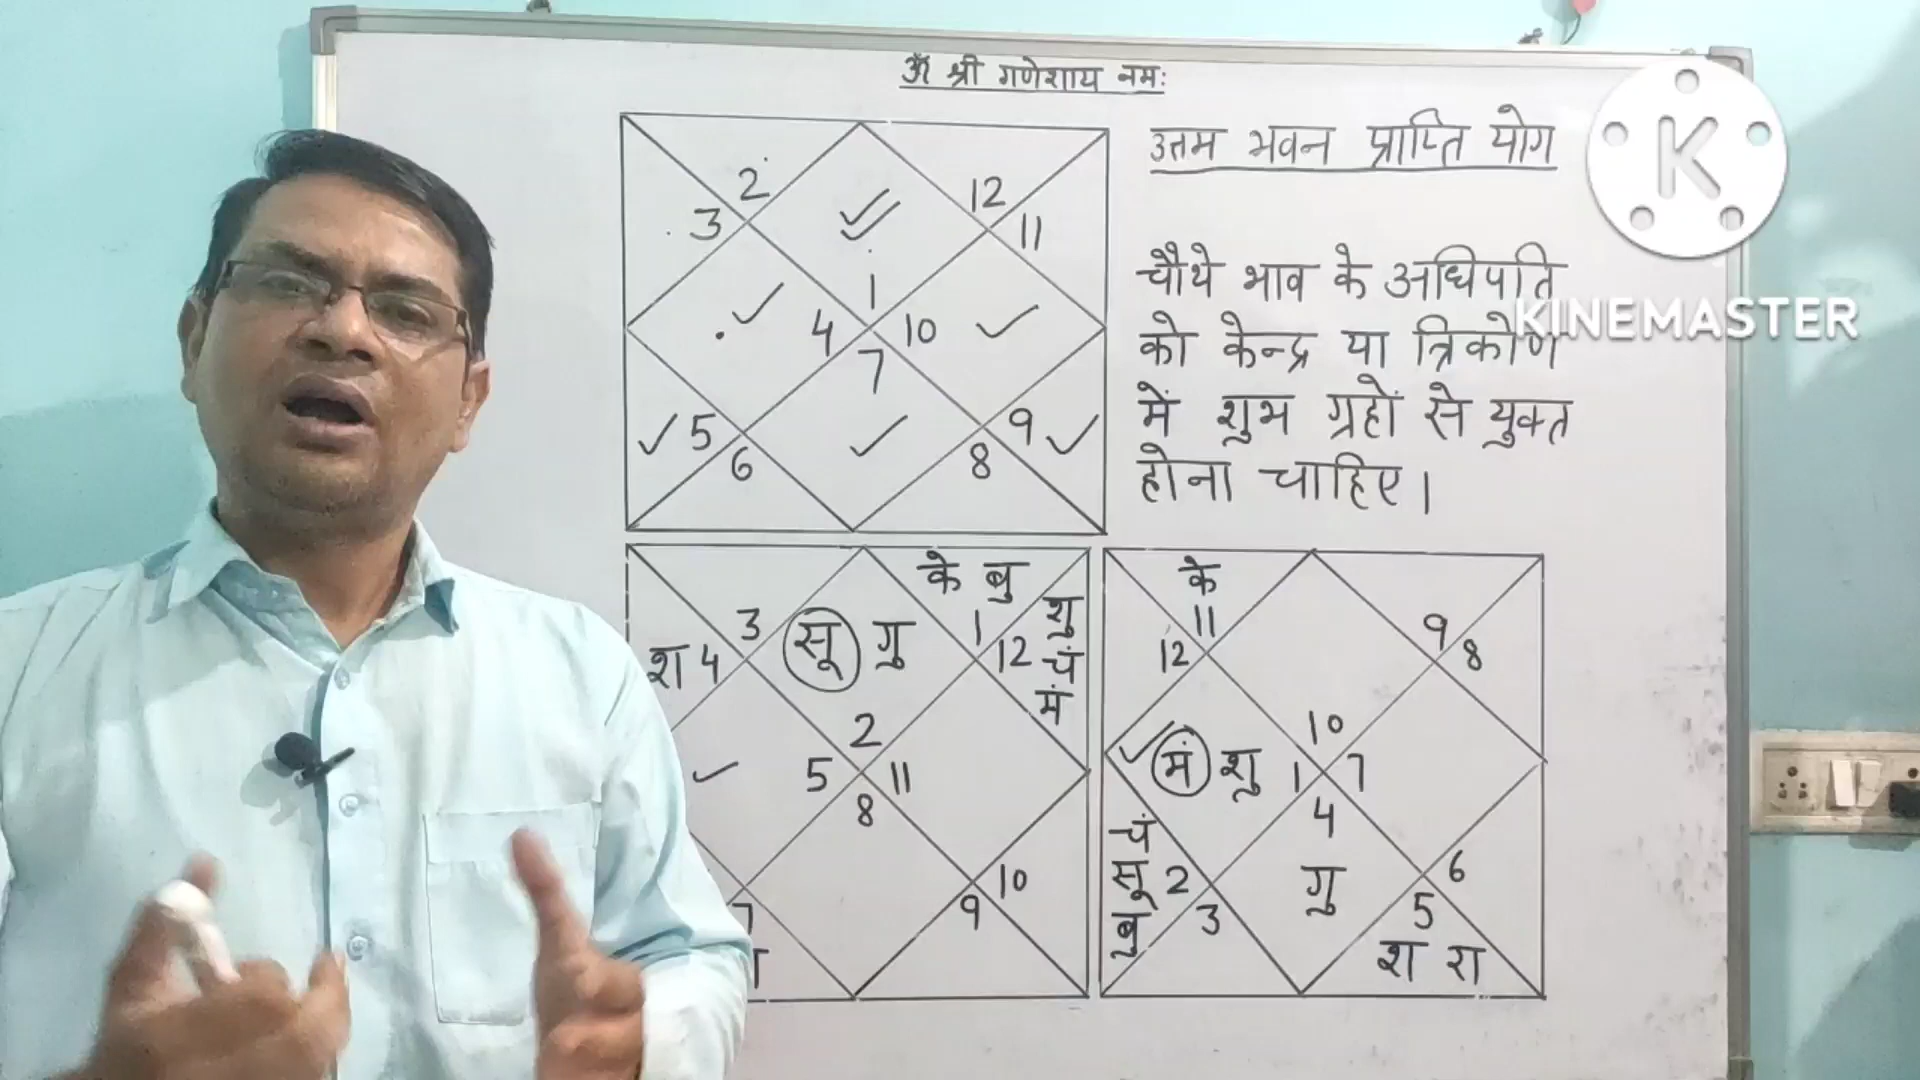 ॐ श्री गणेशाय नमः
उत्तम भवन प्राप्ति योग
चौथे भाव के अधिपति
को केन्द्र या त्रिकोण
में शुभ ग्रहों से युक्त
होना चाहिए।
K
KINEMASTER
2 12
3 11
1
4 10
7
5 9
6 8
के बु
3 सू गु 1 शु
श 4 12 चं
मं
2
5 11
8
10
7 9
के
11 9
12 8
10
मं शु 1 7
4
चं
सू 2 गु 6
3 5
बु श रा